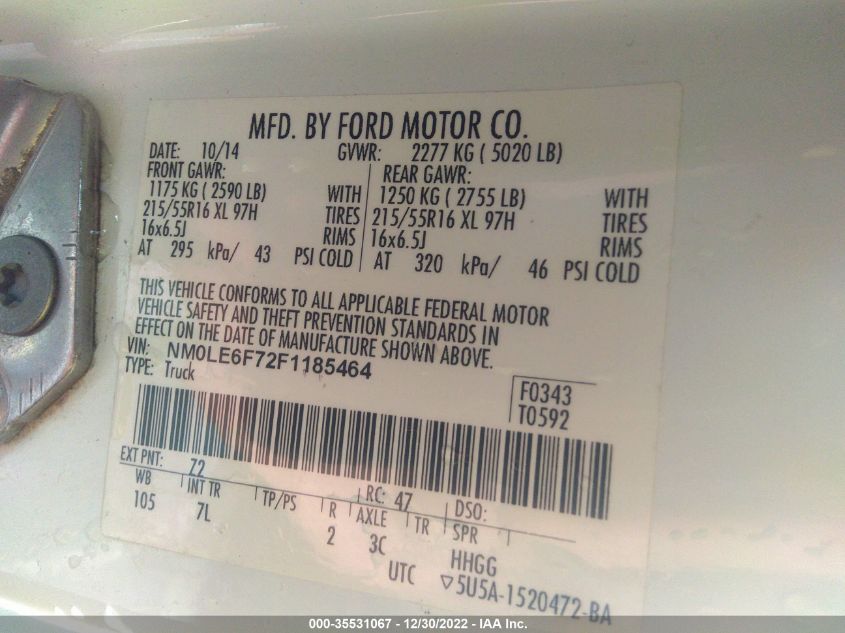 MFD. BY FORD MOTOR CO.
DATE: 10/14 GVWR: 2277 KG ( 5020 LB)
FRONT GAWR: REAR GAWR:
1175 KG ( 2590 LB) WITH 1250 KG ( 2755 LB) WITH
215/55R16 XL 97H TIRES 215/55R16 XL 97H TIRES
16x6.5J RIMS 16x6.5J RIMS
AT 295 kPa/ 43 PSI COLD AT 320 kPa/ 46 PSI COLD
THIS VEHICLE CONFORMS TO ALL APPLICABLE FEDERAL MOTOR
VEHICLE SAFETY AND THEFT PREVENTION STANDARDS IN
EFFECT ON THE DATE OF MANUFACTURE SHOWN ABOVE.
VIN: NM0LE6F72F1185464
TYPE: Truck
F0343
T0592
EXT PNT: Z2 RC: 47 DSO:
WB INT TR TP/PS R AXLE TR SPR
105 7L 2 3C HHGG
UTC ▽5U5A-1520472-BA
000-35531067 - 12/30/2022 - IAA Inc.